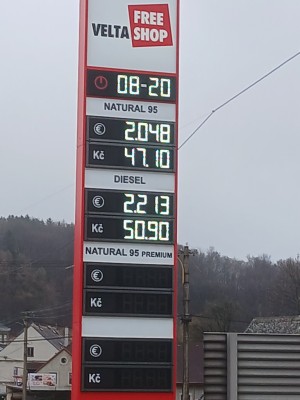 VELTA FREE SHOP
08-20
NATURAL 95
€ 2.048
Kč 47.10
DIESEL
€ 2.213
Kč 50.90
NATURAL 95 PREMIUM
€
Kč
€
Kč